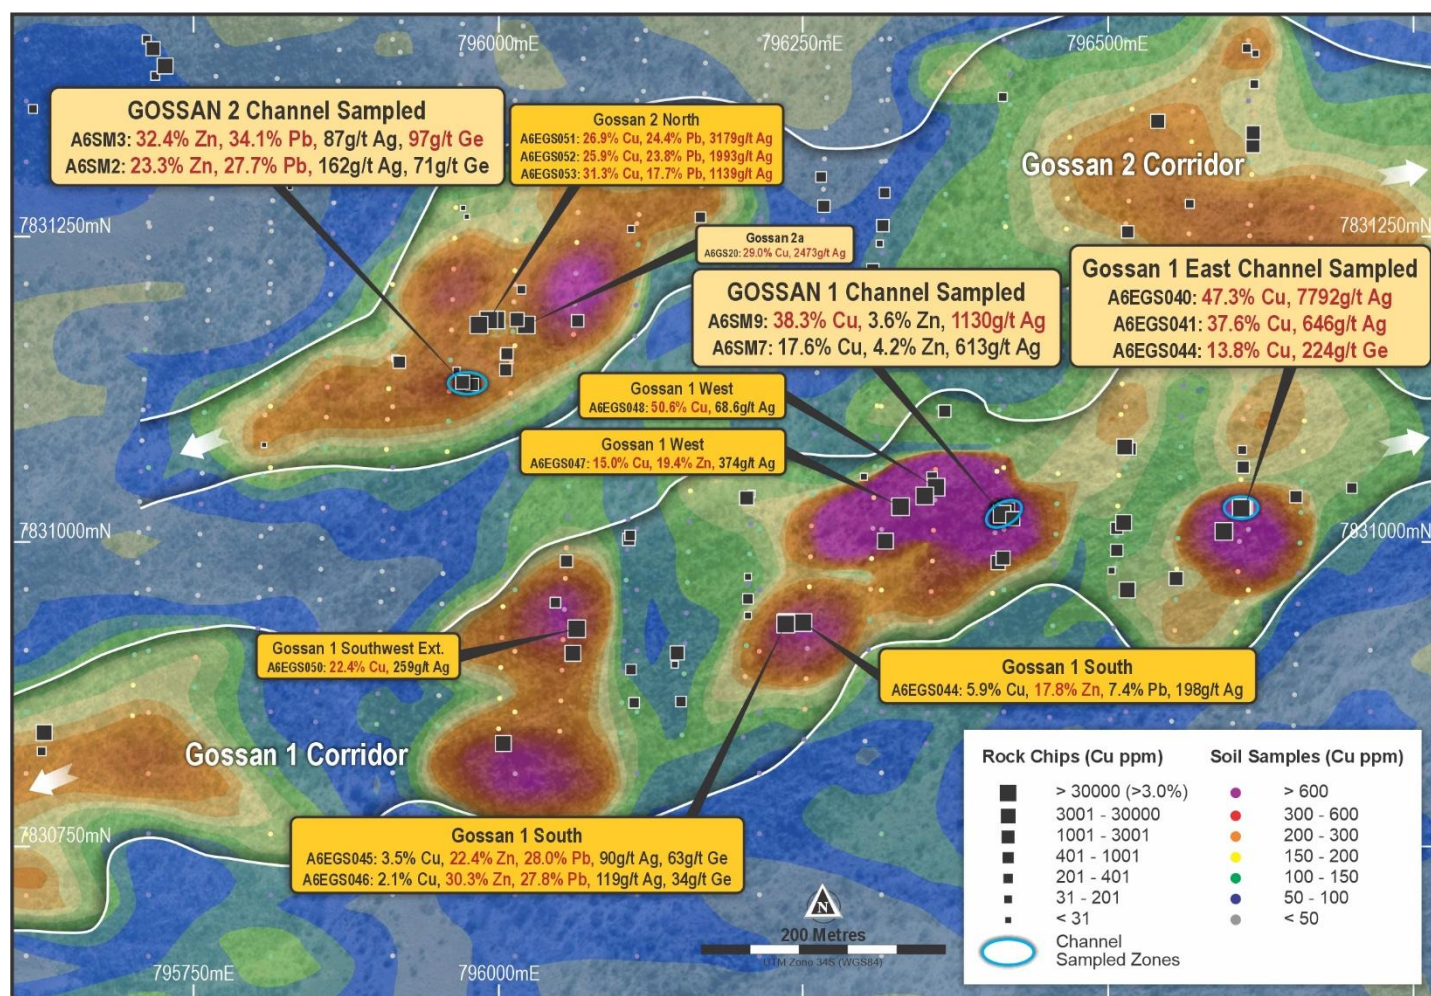 796000mE
796250mE
796500mE
GOSSAN 2 Channel Sampled
A6SM3: 32.4% Zn, 34.1% Pb, 87g/t Ag, 97g/t Ge
A6SM2: 23.3% Zn, 27.7% Pb, 162g/t Ag, 71g/t Ge
Gossan 2 North
A6EGS051: 26.9% Cu, 24.4% Pb, 3179g/t Ag
A6EGS052: 25.9% Cu, 23.8% Pb, 1993g/t Ag
A6EGS053: 31.3% Cu, 17.7% Pb, 1139g/t Ag
Gossan 2 Corridor
7831250mN
7831250mN
Gossan 2a
A6GS20: 29.0% Cu, 2473g/t Ag
GOSSAN 1 Channel Sampled
A6SM9: 38.3% Cu, 3.6% Zn, 1130g/t Ag
A6SM7: 17.6% Cu, 4.2% Zn, 613g/t Ag
Gossan 1 East Channel Sampled
A6EGS040: 47.3% Cu, 7792g/t Ag
A6EGS041: 37.6% Cu, 646g/t Ag
A6EGS044: 13.8% Cu, 224g/t Ge
Gossan 1 West
A6EGS048: 50.6% Cu, 68.6g/t Ag
Gossan 1 West
A6EGS047: 15.0% Cu, 19.4% Zn, 374g/t Ag
7831000mN
7831000mN
Gossan 1 Southwest Ext.
A6EGS050: 22.4% Cu, 259g/t Ag
Gossan 1 South
A6EGS044: 5.9% Cu, 17.8% Zn, 7.4% Pb, 198g/t Ag
Gossan 1 Corridor
7830750mN
Gossan 1 South
A6EGS045: 3.5% Cu, 22.4% Zn, 28.0% Pb, 90g/t Ag, 63g/t Ge
A6EGS046: 2.1% Cu, 30.3% Zn, 27.8% Pb, 119g/t Ag, 34g/t Ge
Rock Chips (Cu ppm)
> 30000 (>3.0%)
3001 - 30000
1001 - 3001
401 - 1001
201 - 401
31 - 201
< 31
Channel
Sampled Zones
Soil Samples (Cu ppm)
> 600
300 - 600
200 - 300
150 - 200
100 - 150
50 - 100
< 50
N
200 Metres
UTM Zone 34S (WGS84)
795750mE
796000mE